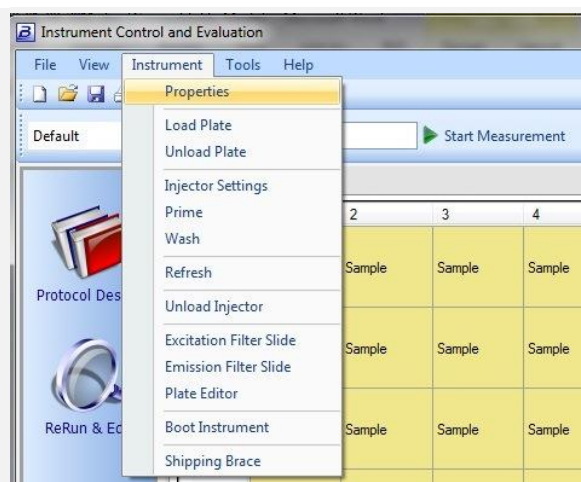 Instrument Control and Evaluation
File View Instrument Tools Help
Properties
Default
Load Plate
Start Measurement
Unload Plate
Injector Settings
Prime
2 3 4
Wash
Sample Sample Sample
Refresh
Protocol Des
Unload Injector
Excitation Filter Slide
Sample Sample Sample
Emission Filter Slide
Plate Editor
ReRun & Ec
Boot Instrument
Sample Sample Sample
Shipping Brace